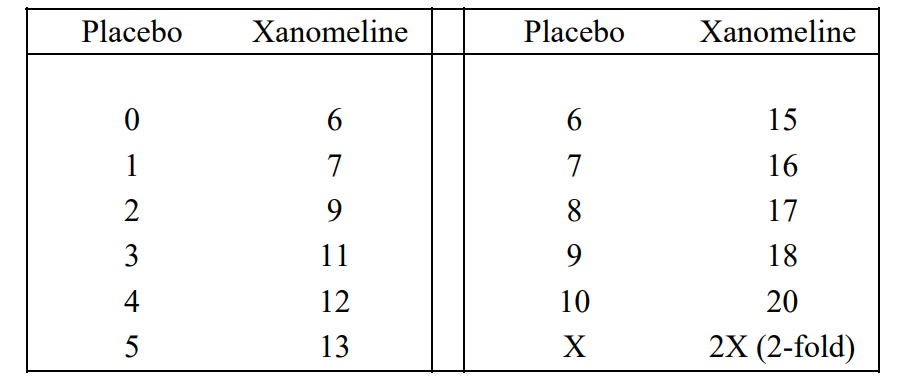 Placebo Xanomeline Placebo Xanomeline
0 6 6 15
1 7 7 16
2 9 8 17
3 11 9 18
4 12 10 20
5 13 X 2X (2-fold)